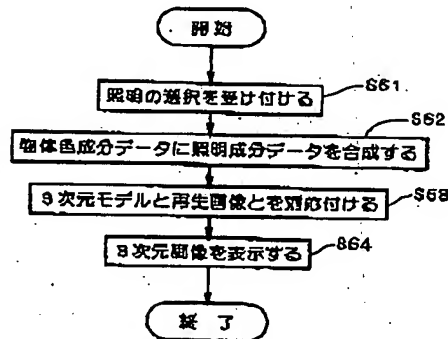 開始
照明の選択を受け付ける
S61
S62
物体色成分データに照明成分データを合成する
3次元モデルと再生画像とを対応付ける
S63
3次元画像を表示する
S64
終了